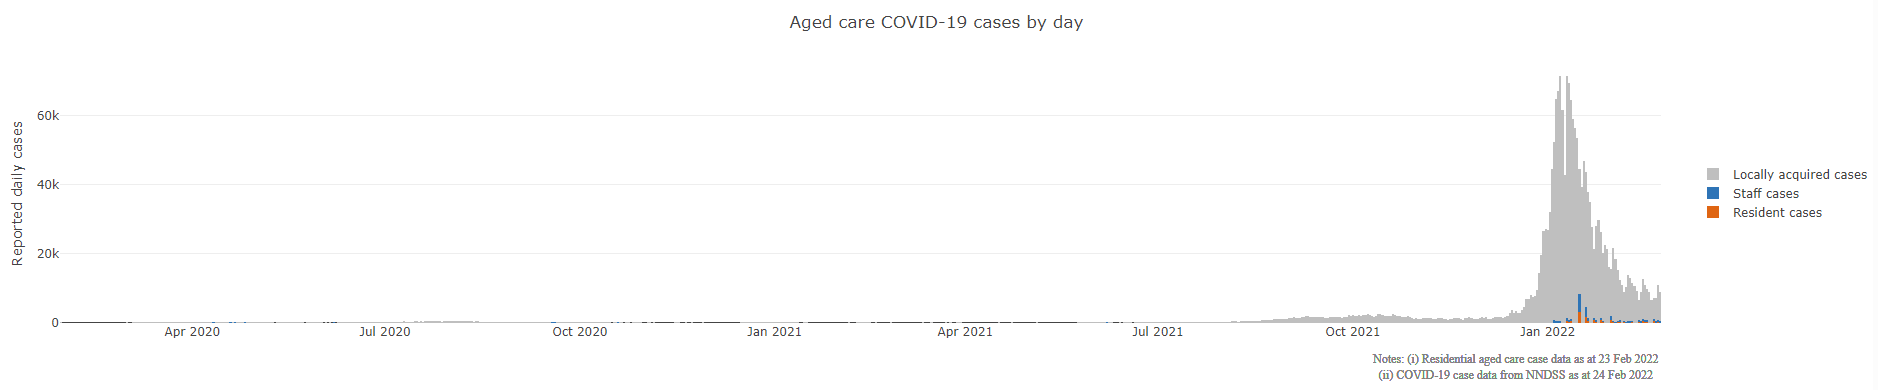 Aged care COVID-19 cases by day
Reported daily cases
60k
40k
20k
0
Apr 2020
Jul 2020
Oct 2020
Jan 2021
Apr 2021
Jul 2021
Oct 2021
Jan 2022
Locally acquired cases
Staff cases
Resident cases
Notes: (i) Residential aged care case data as at 23 Feb 2022
(ii) COVID-19 case data from NNDSS as at 24 Feb 2022